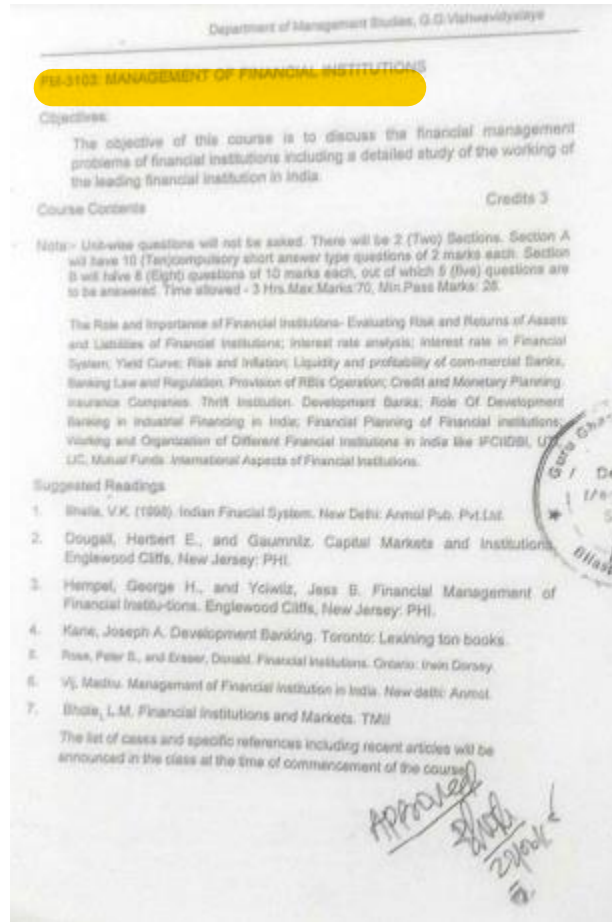 Department of Management Studies, G.G.Vishwavidyalaya
FM-3103: MANAGEMENT OF FINANCIAL INSTITUTIONS
Objectives:
The objective of this course is to discuss the financial management
problems of financial institutions including a detailed study of the working of
the leading financial institution in India.
Course Contents
Credits 3
Note:- Unit-wise questions will not be asked. There will be 2 (Two) Sections. Section A
will have 10 (Ten)compulsory short answer type questions of 2 marks each. Section
B will have 8 (Eight) questions of 10 marks each, out of which 5 (five) questions are
to be answered. Time allowed - 3 Hrs.Max.Marks:70, Min.Pass Marks: 28.
The Role and Importance of Financial Institutions- Evaluating Risk and Returns of Assets
and Liabilities of Financial Institutions; Interest rate analysis; Interest rate in Financial
System; Yield Curve; Risk and Inflation; Liquidity and profitability of com-mercial Banks;
Banking Law and Regulation. Provision of RBIs Operation; Credit and Monetary Planning.
Insurance Companies. Thrift Institution. Development Banks; Role Of Development
Banking in Industrial Financing in India; Financial Planning of Financial institutions;
Working and Organization of Different Financial Institutions in India like IFCIIDBI,
LIC, Mutual Funds. International Aspects of Financial Institutions.
Suggested Readings
1. Bhalla, V.K. (1998). Indian Finacial System. New Delhi: Anmol Pub. Pvt.Ltd.
2. Dougall, Herbert E., and Gaumnilz. Capital Markets and Institutions.
Englewood Cliffs, New Jersey: PHI.
3. Hempel, George H., and Yciwilz, Jess B. Financial Management of
Financial Institu-tions. Englewood Cliffs, New Jersey: PHI.
4. Kane, Joseph A. Development Banking. Toronto: Lexining ton books.
5. Rose, Peter S., and Eraser, Donald. Financial Institutions. Ontario: Irwin Dorsey.
6. Vij, Madhu. Management of Financial Institution in India. New delhi: Anmol.
7. Bhole, L.M. Financial Institutions and Markets. TMII
The list of cases and specific references including recent articles will be
announced in the class at the time of commencement of the course.
Approved